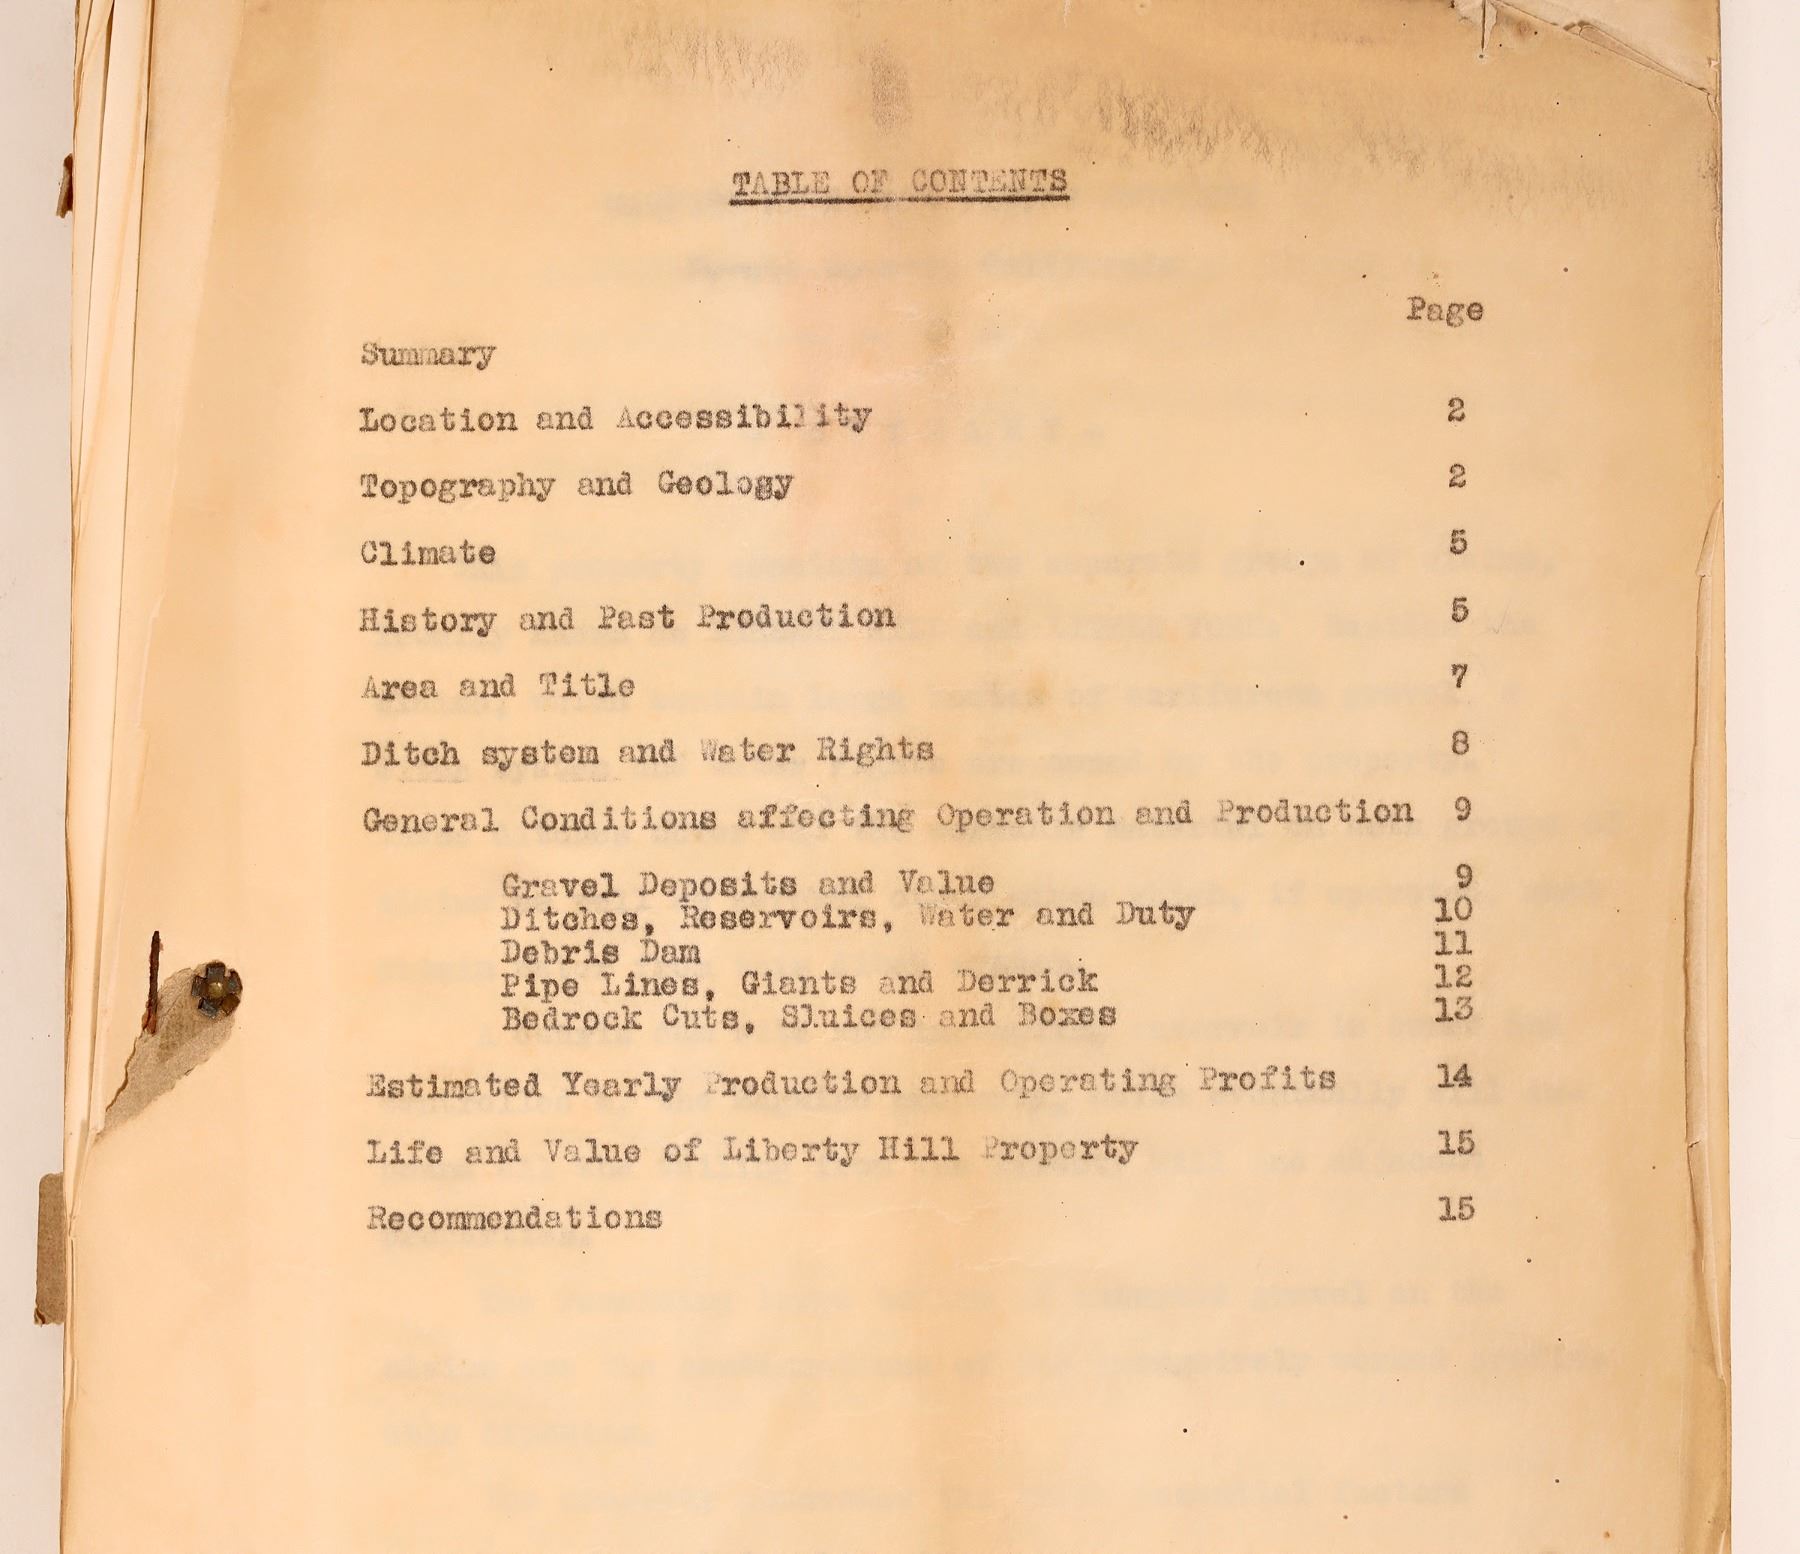 TABLE OF CONTENTS
Page
Summary
Location and Accessibility 2
Topography and Geology 2
Climate 5
History and Past Production 5
Area and Title 7
Ditch system and Water Rights 8
General Conditions affecting Operation and Production 9
Gravel Deposits and Value 9
Ditches, Reservoirs, Water and Duty 10
Debris Dam 11
Pipe Lines, Giants and Derrick 12
Bedrock Cuts, Sluices and Boxes 13
Estimated Yearly Production and Operating Profits 14
Life and Value of Liberty Hill Property 15
Recommendations 15